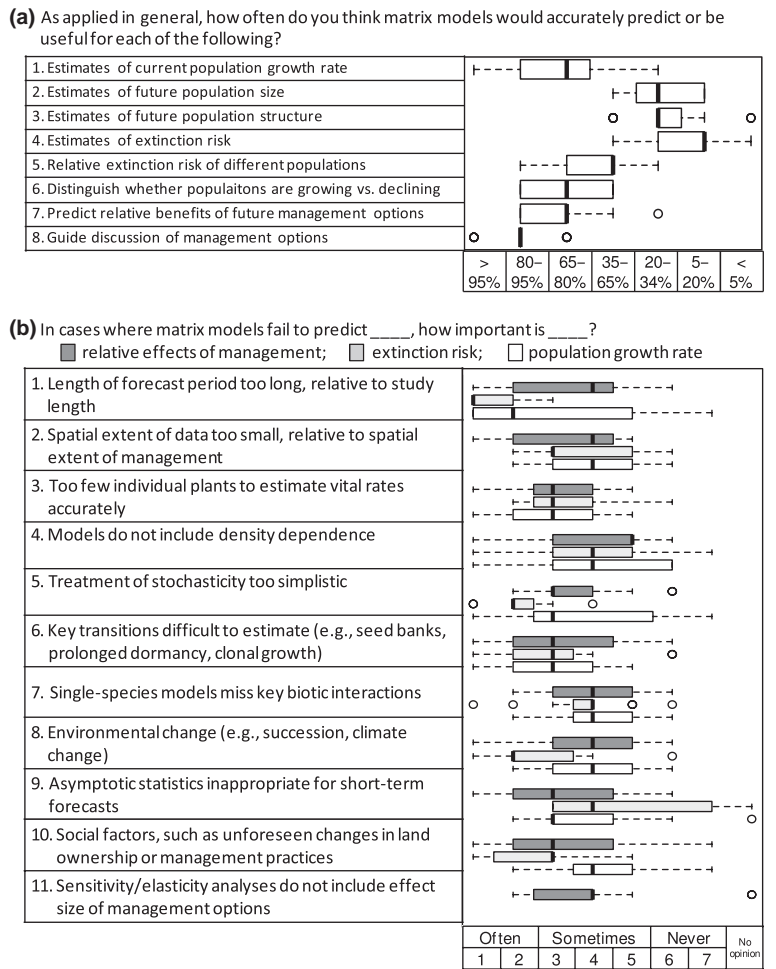 (a) As applied in general, how often do you think matrix models would accurately predict or be
useful for each of the following?
1. Estimates of current population growth rate
2. Estimates of future population size
3. Estimates of future population structure
4. Estimates of extinction risk
5. Relative extinction risk of different populations
6. Distinguish whether populaitons are growing vs. declining
7. Predict relative benefits of future management options
8. Guide discussion of management options
> 80– 65– 35– 20– 5– <
95% 95% 80% 65% 34% 20% 5%
(b) In cases where matrix models fail to predict ____, how important is ____?
relative effects of management; extinction risk; population growth rate
1. Length of forecast period too long, relative to study
length
2. Spatial extent of data too small, relative to spatial
extent of management
3. Too few individual plants to estimate vital rates
accurately
4. Models do not include density dependence
5. Treatment of stochasticity too simplistic
6. Key transitions difficult to estimate (e.g., seed banks,
prolonged dormancy, clonal growth)
7. Single-species models miss key biotic interactions
8. Environmental change (e.g., succession, climate
change)
9. Asymptotic statistics inappropriate for short-term
forecasts
10. Social factors, such as unforeseen changes in land
ownership or management practices
11. Sensitivity/elasticity analyses do not include effect
size of management options
Often Sometimes Never No
opinion
1 2 3 4 5 6 7